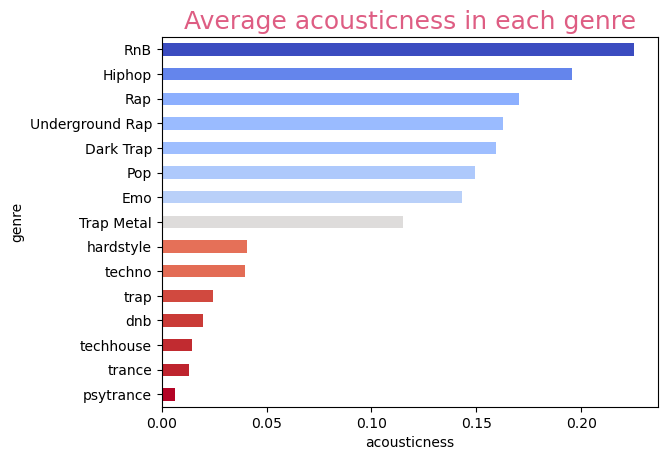 Average acousticness in each genre
RnB
Hiphop
Rap
Underground Rap
Dark Trap
Pop
Emo
Trap Metal
hardstyle
techno
trap
dnb
techhouse
trance
psytrance
genre
0.00 0.05 0.10 0.15 0.20
acousticness